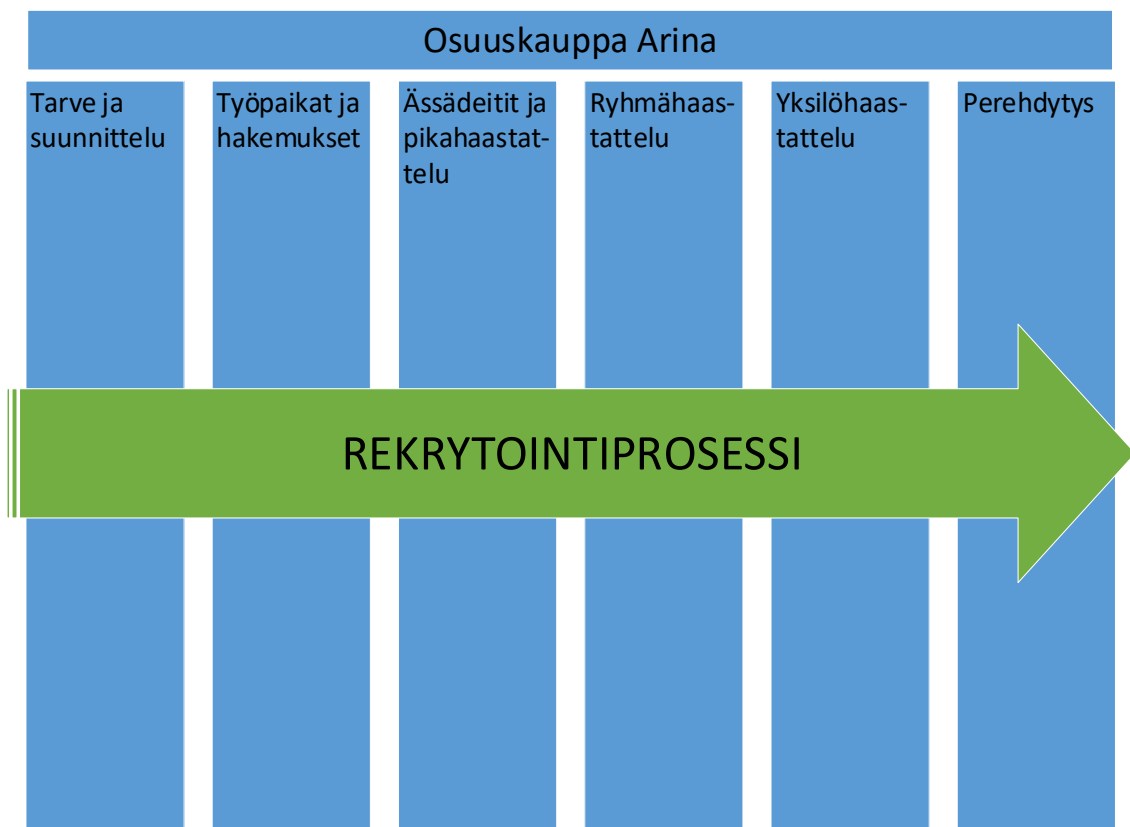 Osuuskauppa Arina
Tarve ja
suunnittelu
Työpaikat ja
hakemukset
Ässädeitit ja
pikahaastat-
telu
Ryhmähaas-
tattelu
Yksilöhaas-
tattelu
Perehdytys
REKRYTOINTIPROSESSI